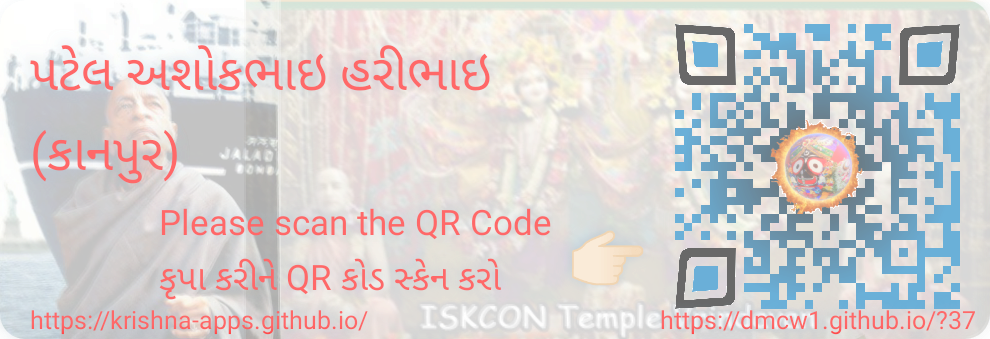 પટેલ અશોકભાઇ હરીભાઇ
(કાનપુર)
JALAD
Please scan the QR Code
કૃપા કરીને QR કોડ સ્કેન કરો
https://krishna-apps.github.io/
ISKCON Temple
https://dmcw1.github.io/?37